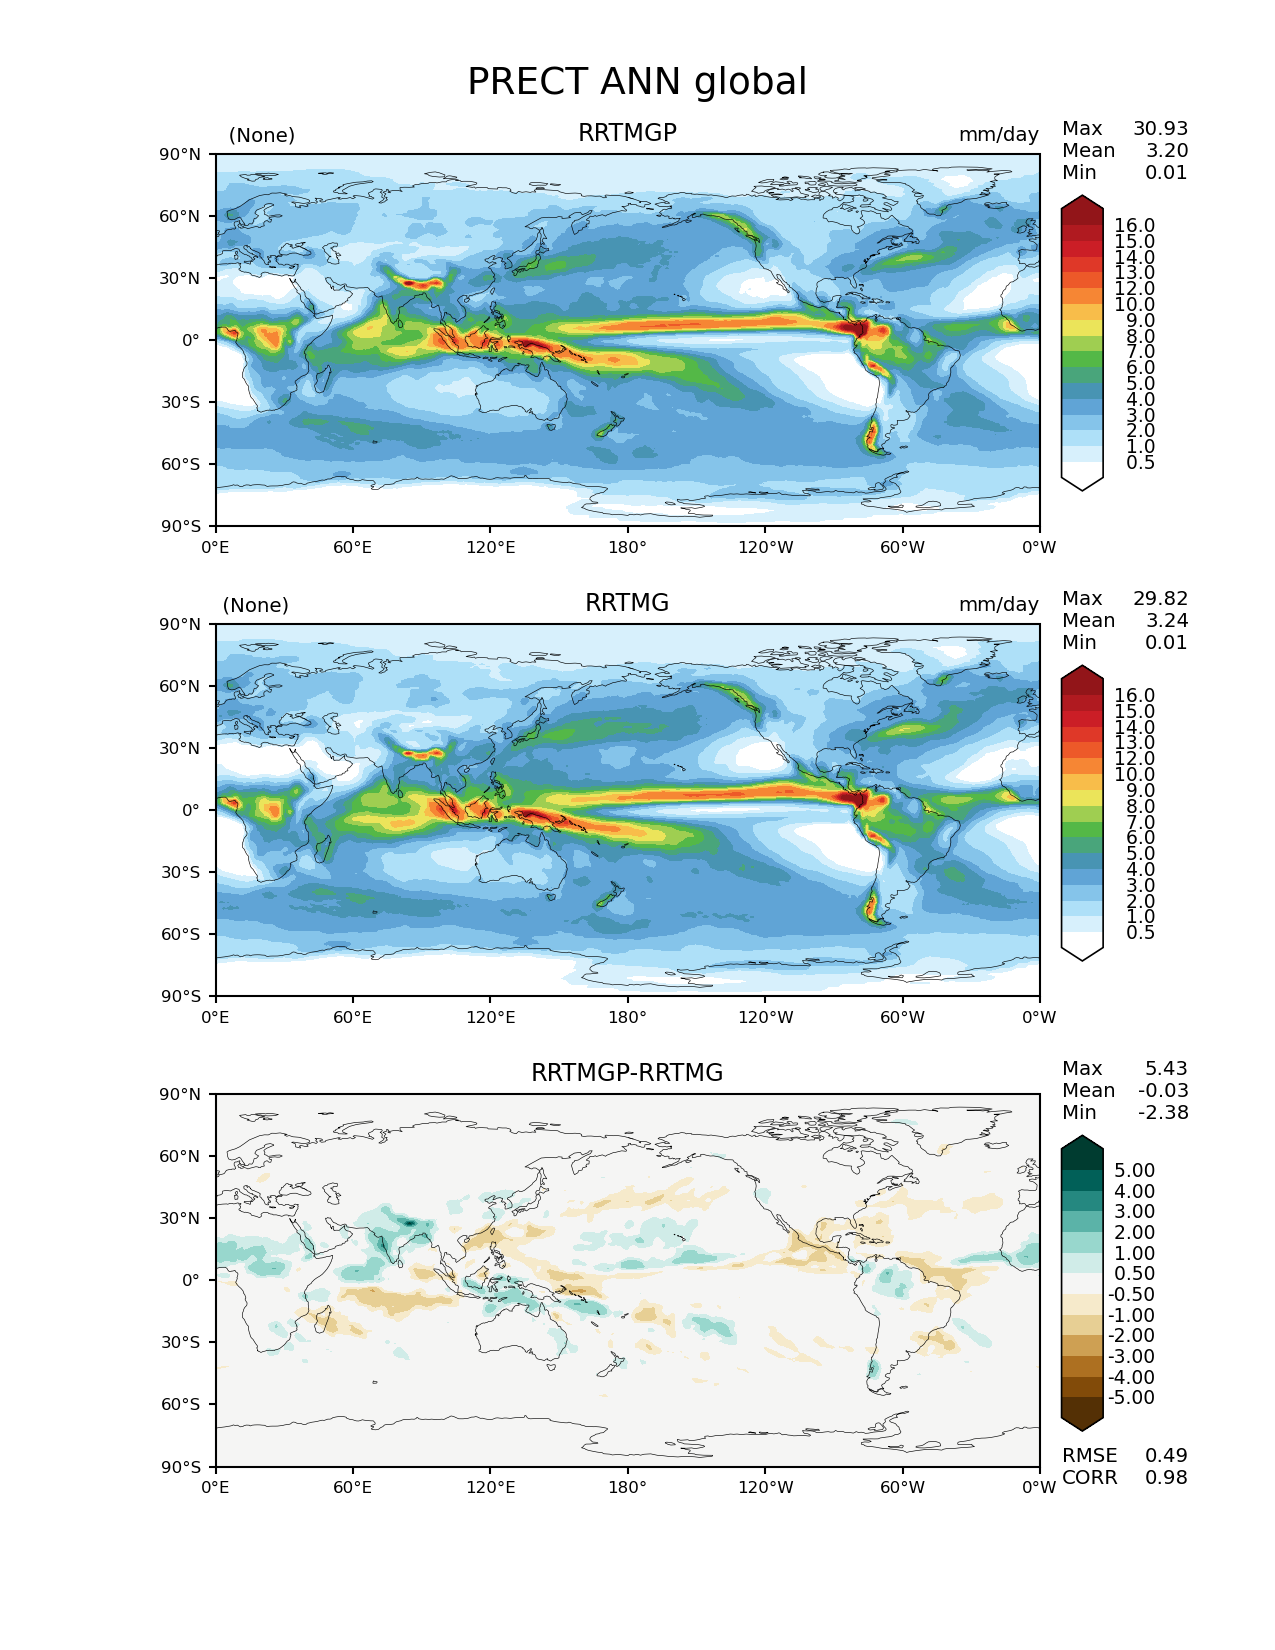 PRECT ANN global
(None) RRTMGP mm/day
Max 30.93
Mean 3.20
Min 0.01
90°N
60°N
30°N
0°
30°S
60°S
90°S
0°E 60°E 120°E 180° 120°W 60°W 0°W
16.0
15.0
14.0
13.0
12.0
10.0
9.0
8.0
7.0
6.0
5.0
4.0
3.0
2.0
1.0
0.5
(None) RRTMG mm/day
Max 29.82
Mean 3.24
Min 0.01
90°N
60°N
30°N
0°
30°S
60°S
90°S
0°E 60°E 120°E 180° 120°W 60°W 0°W
16.0
15.0
14.0
13.0
12.0
10.0
9.0
8.0
7.0
6.0
5.0
4.0
3.0
2.0
1.0
0.5
RRTMGP-RRTMG
Max 5.43
Mean -0.03
Min -2.38
90°N
60°N
30°N
0°
30°S
60°S
90°S
0°E 60°E 120°E 180° 120°W 60°W 0°W
5.00
4.00
3.00
2.00
1.00
0.50
-0.50
-1.00
-2.00
-3.00
-4.00
-5.00
RMSE 0.49
CORR 0.98